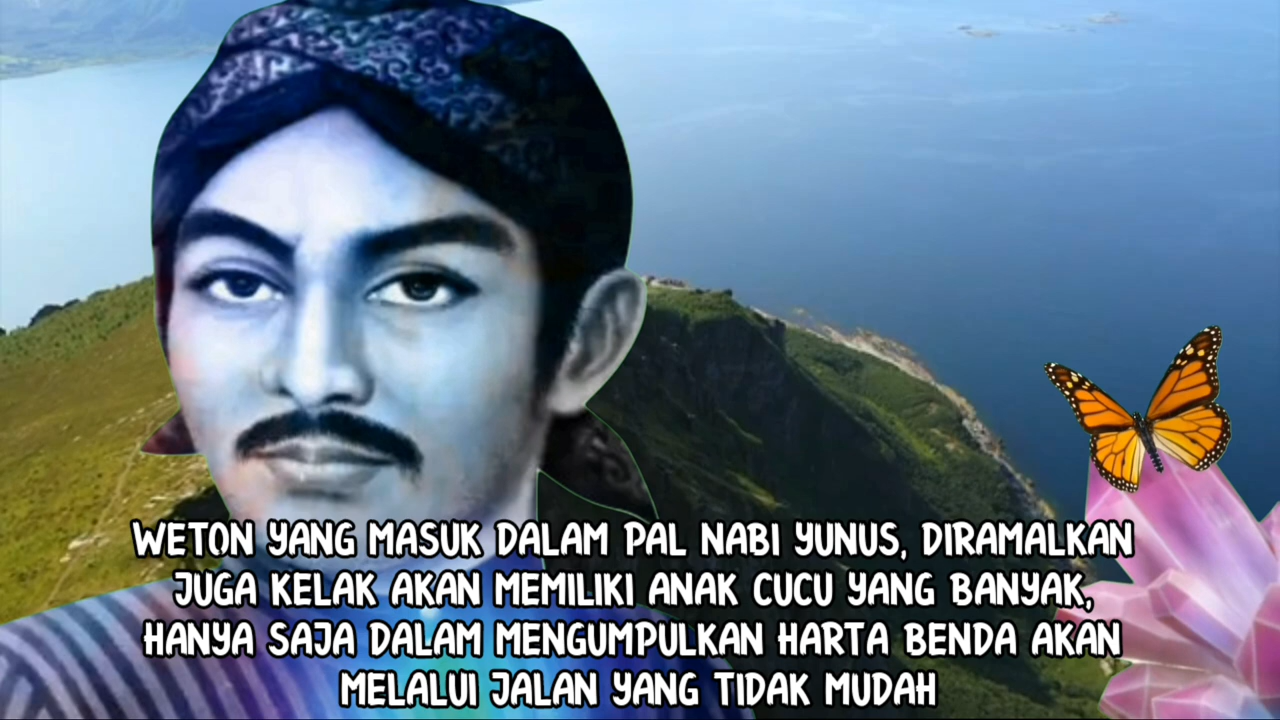 WETON YANG MASUK DALAM PAL NABI YUNUS, DIRAMALKAN
JUGA KELAK AKAN MEMILIKI ANAK CUCU YANG BANYAK,
HANYA SAJA DALAM MENGUMPULKAN HARTA BENDA AKAN
MELALUI JALAN YANG TIDAK MUDAH